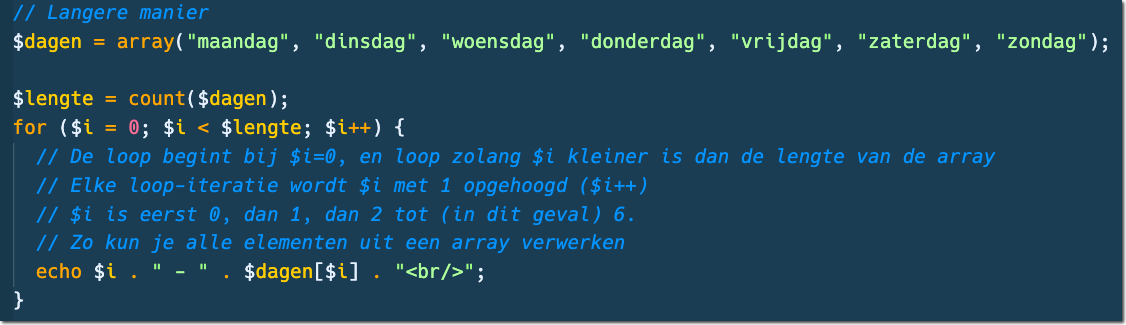 // Langere manier
$dagen = array("maandag", "dinsdag", "woensdag", "donderdag", "vrijdag", "zaterdag", "zondag");
$lengte = count($dagen);
for ($i = 0; $i < $lengte; $i++) {
// De loop begint bij $i=0, en loop zolang $i kleiner is dan de lengte van de array
// Elke loop-iteratie wordt $i met 1 opgehoogd ($i++)
// $i is eerst 0, dan 1, dan 2 tot (in dit geval) 6.
// Zo kun je alle elementen uit een array verwerken
echo $i . " - " . $dagen[$i] . "<br/>";
}